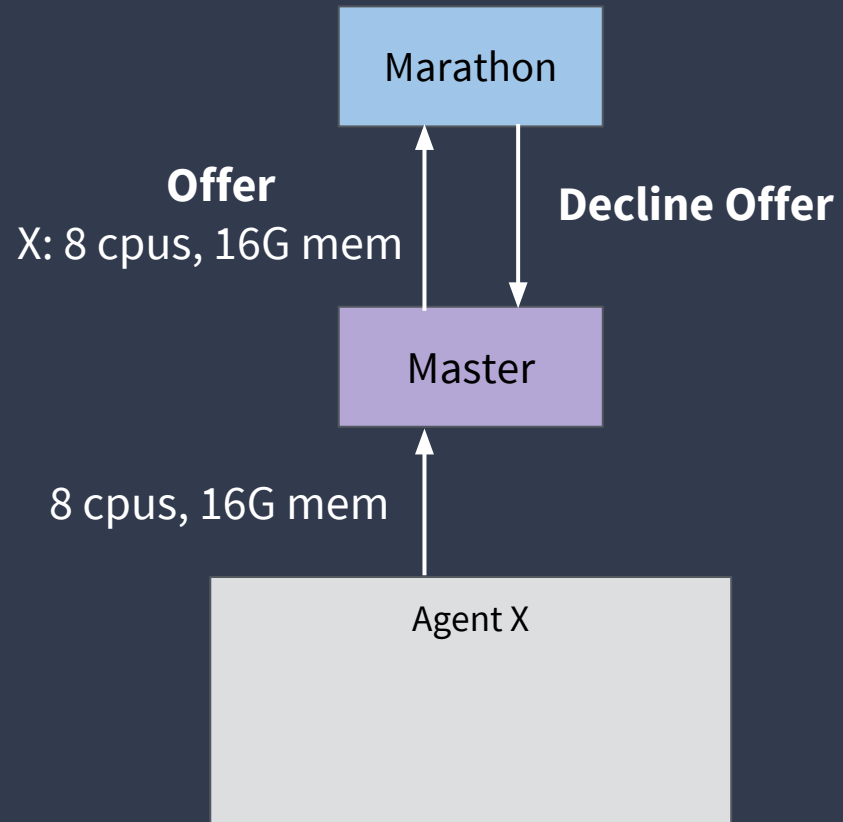 Marathon
Offer
X: 8 cpus, 16G mem
Decline Offer
Master
8 cpus, 16G mem
Agent X